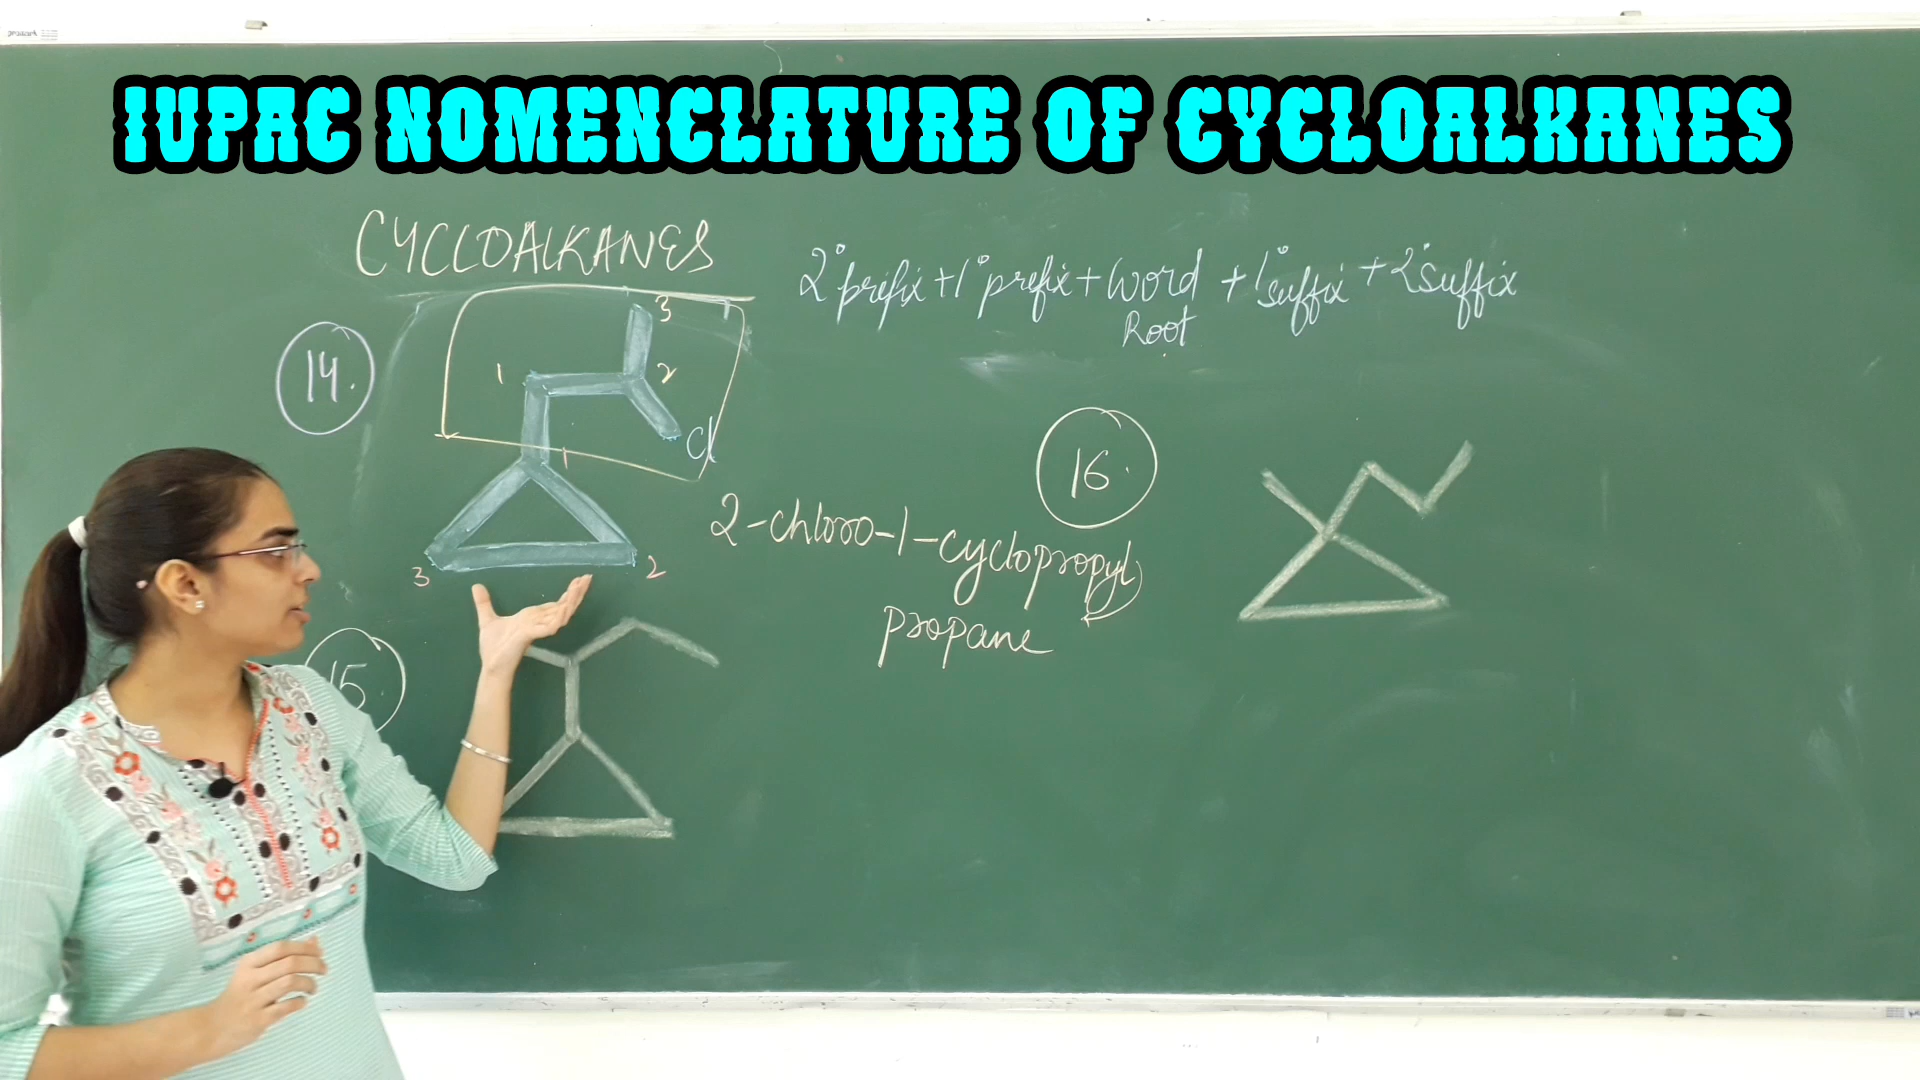 IUPAC NOMENCLATURE OF CYCLOALKANES
CYCLOALKANES
2° prefix + 1° prefix + Word + 1° suffix + 2° suffix
Root
14.
3
1
2
Cl
1
3
2
2-chloro-1-cyclopropyl
propane
16.
15.